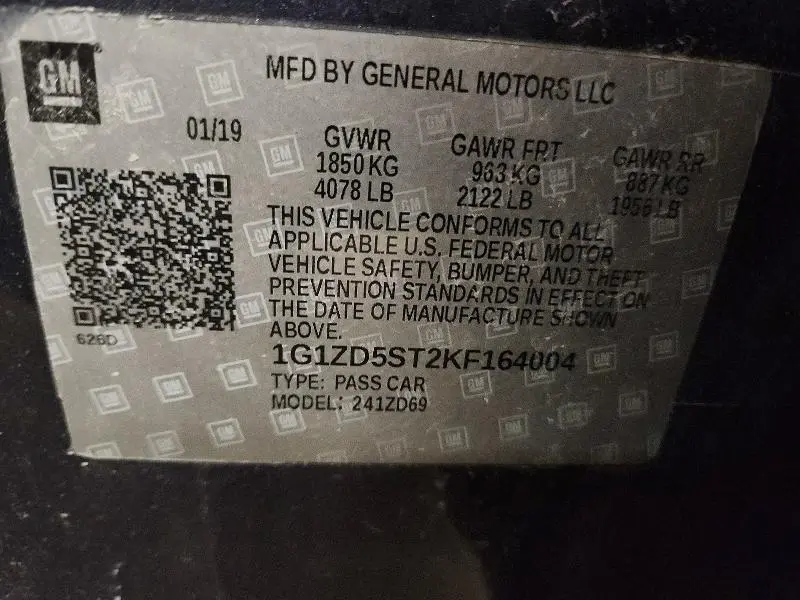 GM
MFD BY GENERAL MOTORS LLC
01/19
GVWR GAWR FRT GAWR RR
1850 KG 963 KG 887 KG
4078 LB 2122 LB 1956 LB
THIS VEHICLE CONFORMS TO ALL
APPLICABLE U.S. FEDERAL MOTOR
VEHICLE SAFETY, BUMPER, AND THEFT
PREVENTION STANDARDS IN EFFECT ON
THE DATE OF MANUFACTURE SHOWN
ABOVE.
626D
1G1ZD5ST2KF164004
TYPE: PASS CAR
MODEL: 241ZD69